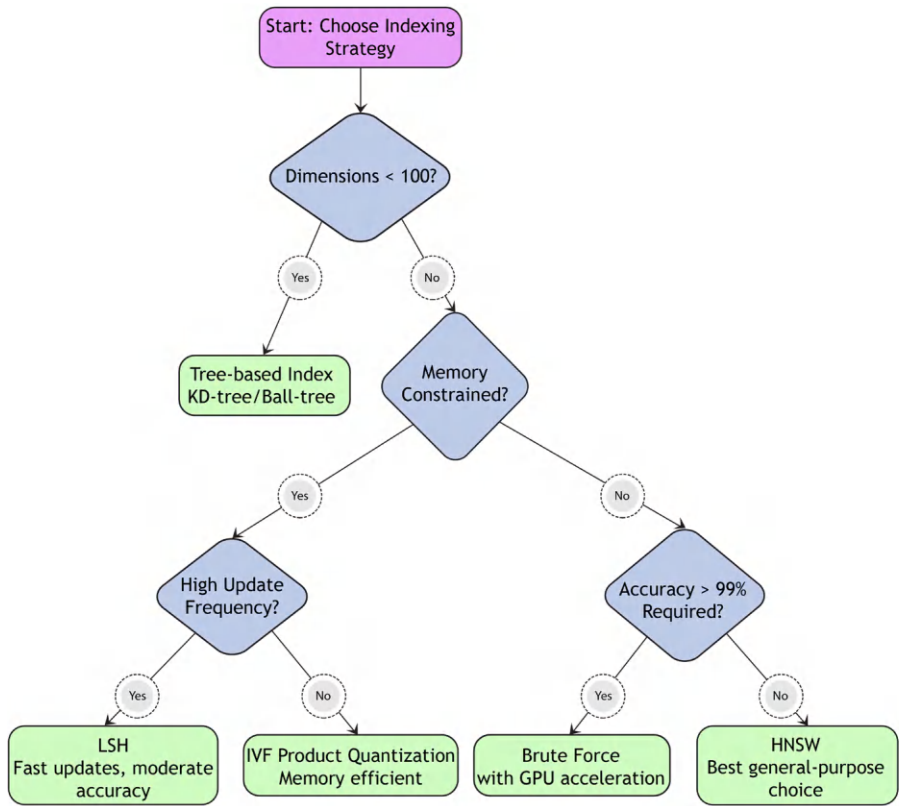 Start: Choose Indexing
Strategy
Dimensions < 100?
Yes
No
Tree-based Index
KD-tree/Ball-tree
Memory
Constrained?
Yes
No
High Update
Frequency?
Accuracy > 99%
Required?
Yes
No
Yes
No
LSH
Fast updates, moderate
accuracy
IVF Product Quantization
Memory efficient
Brute Force
with GPU acceleration
HNSW
Best general-purpose
choice